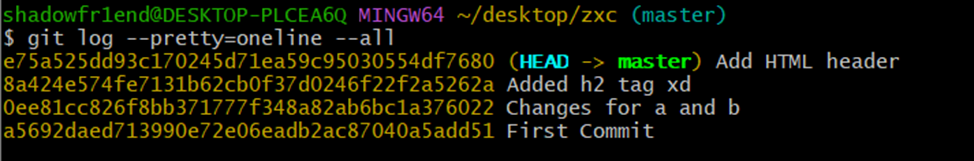 shadowfr1end@DESKTOP-PLCEA6Q MINGW64 ~/desktop/zxc (master)
$ git log --pretty=oneline --all
e75a525dd93c170245d71ea59c95030554df7680 (HEAD -> master) Add HTML header
8a424e574fe7131b62cb0f37d0246f22f2a5262a Added h2 tag xd
0ee81cc826f8bb371777f348a82ab6bc1a376022 Changes for a and b
a5692daed713990e72e06eadb2ac87040a5add51 First Commit